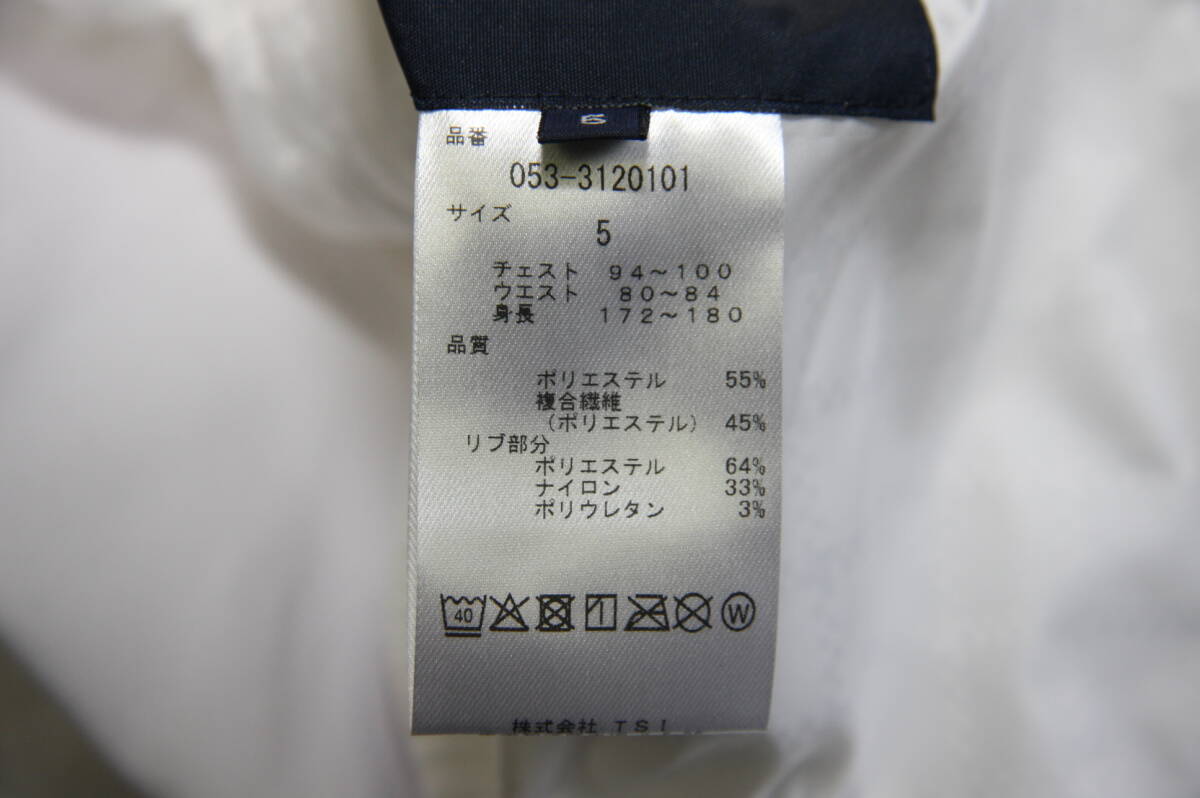 5
品番
053-3120101
サイズ
5
チェスト 94～100
ウエスト 80～84
身長 172～180
品質
ポリエステル 55%
複合繊維
(ポリエステル) 45%
リブ部分
ポリエステル 64%
ナイロン 33%
ポリウレタン 3%
40 W
株式会社 TSI